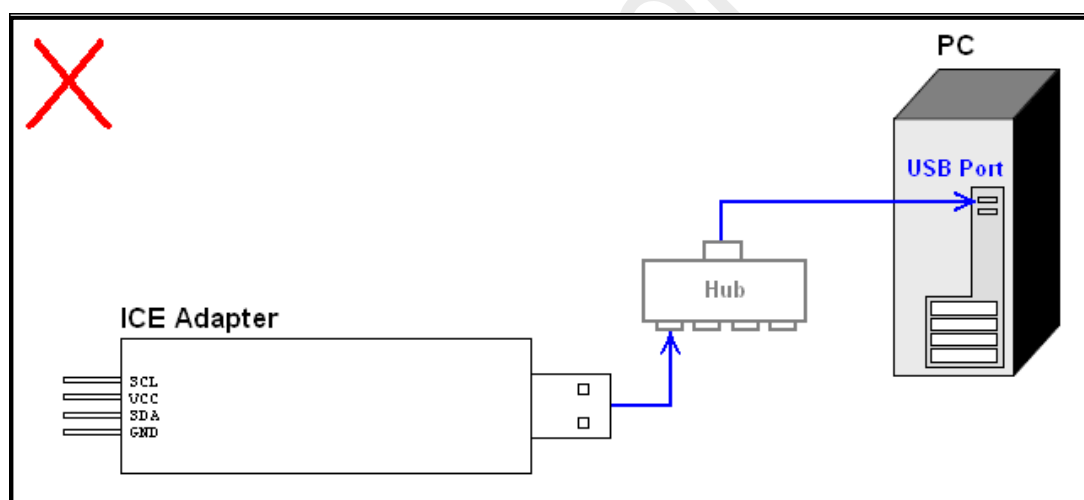 PC
USB Port
Hub
ICE Adapter
SCL
VCC
SDA
GND